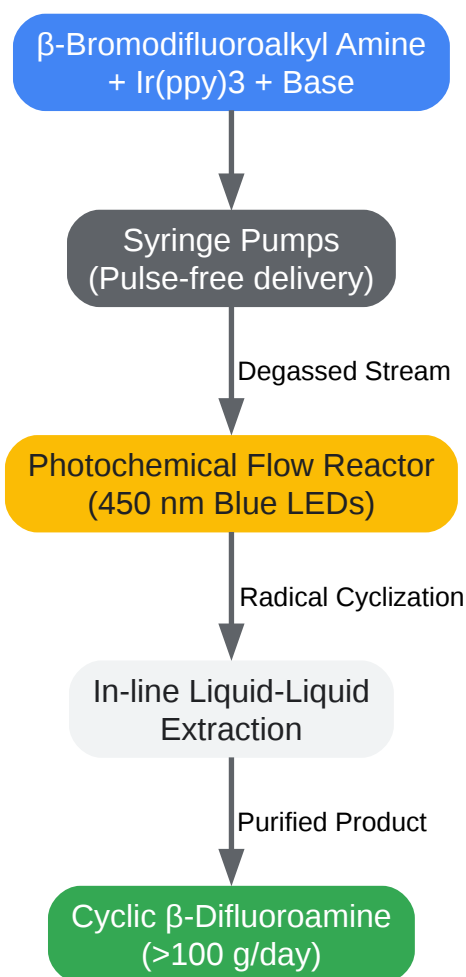 β-Bromodifluoroalkyl Amine
+ Ir(ppy)3 + Base
Syringe Pumps
(Pulse-free delivery)
Degassed Stream
Photochemical Flow Reactor
(450 nm Blue LEDs)
Radical Cyclization
In-line Liquid-Liquid
Extraction
Purified Product
Cyclic β-Difluoroamine
(>100 g/day)